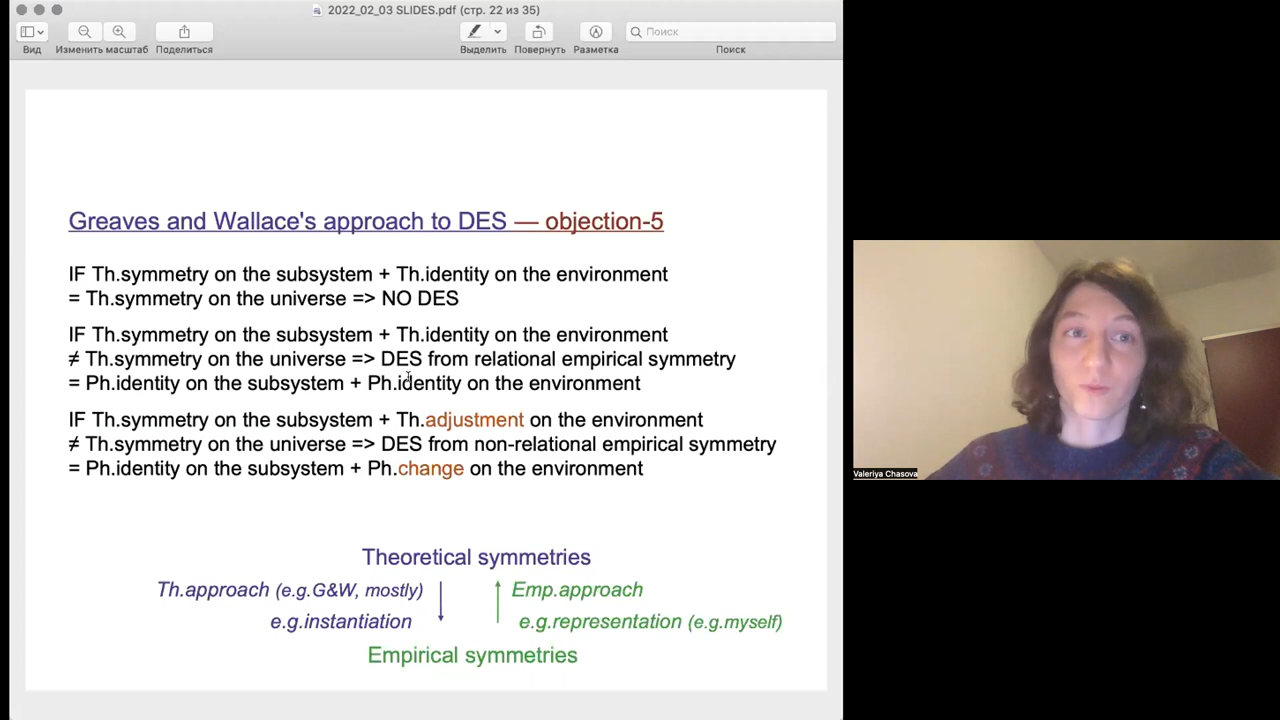 2022_02_03 SLIDES.pdf (стр. 22 из 35)
Вид
Изменить масштаб
Поделиться
Выделить
Повернуть
Разметка
Поиск
Поиск
Greaves and Wallace's approach to DES — objection-5
IF Th.symmetry on the subsystem + Th.identity on the environment
= Th.symmetry on the universe => NO DES
IF Th.symmetry on the subsystem + Th.identity on the environment
≠ Th.symmetry on the universe => DES from relational empirical symmetry
= Ph.identity on the subsystem + Ph.identity on the environment
IF Th.symmetry on the subsystem + Th.adjustment on the environment
≠ Th.symmetry on the universe => DES from non-relational empirical symmetry
= Ph.identity on the subsystem + Ph.change on the environment
Theoretical symmetries
Th.approach (e.g.G&W, mostly)
Emp.approach
e.g.instantiation
e.g.representation (e.g.myself)
Empirical symmetries
Valeriya Chasova